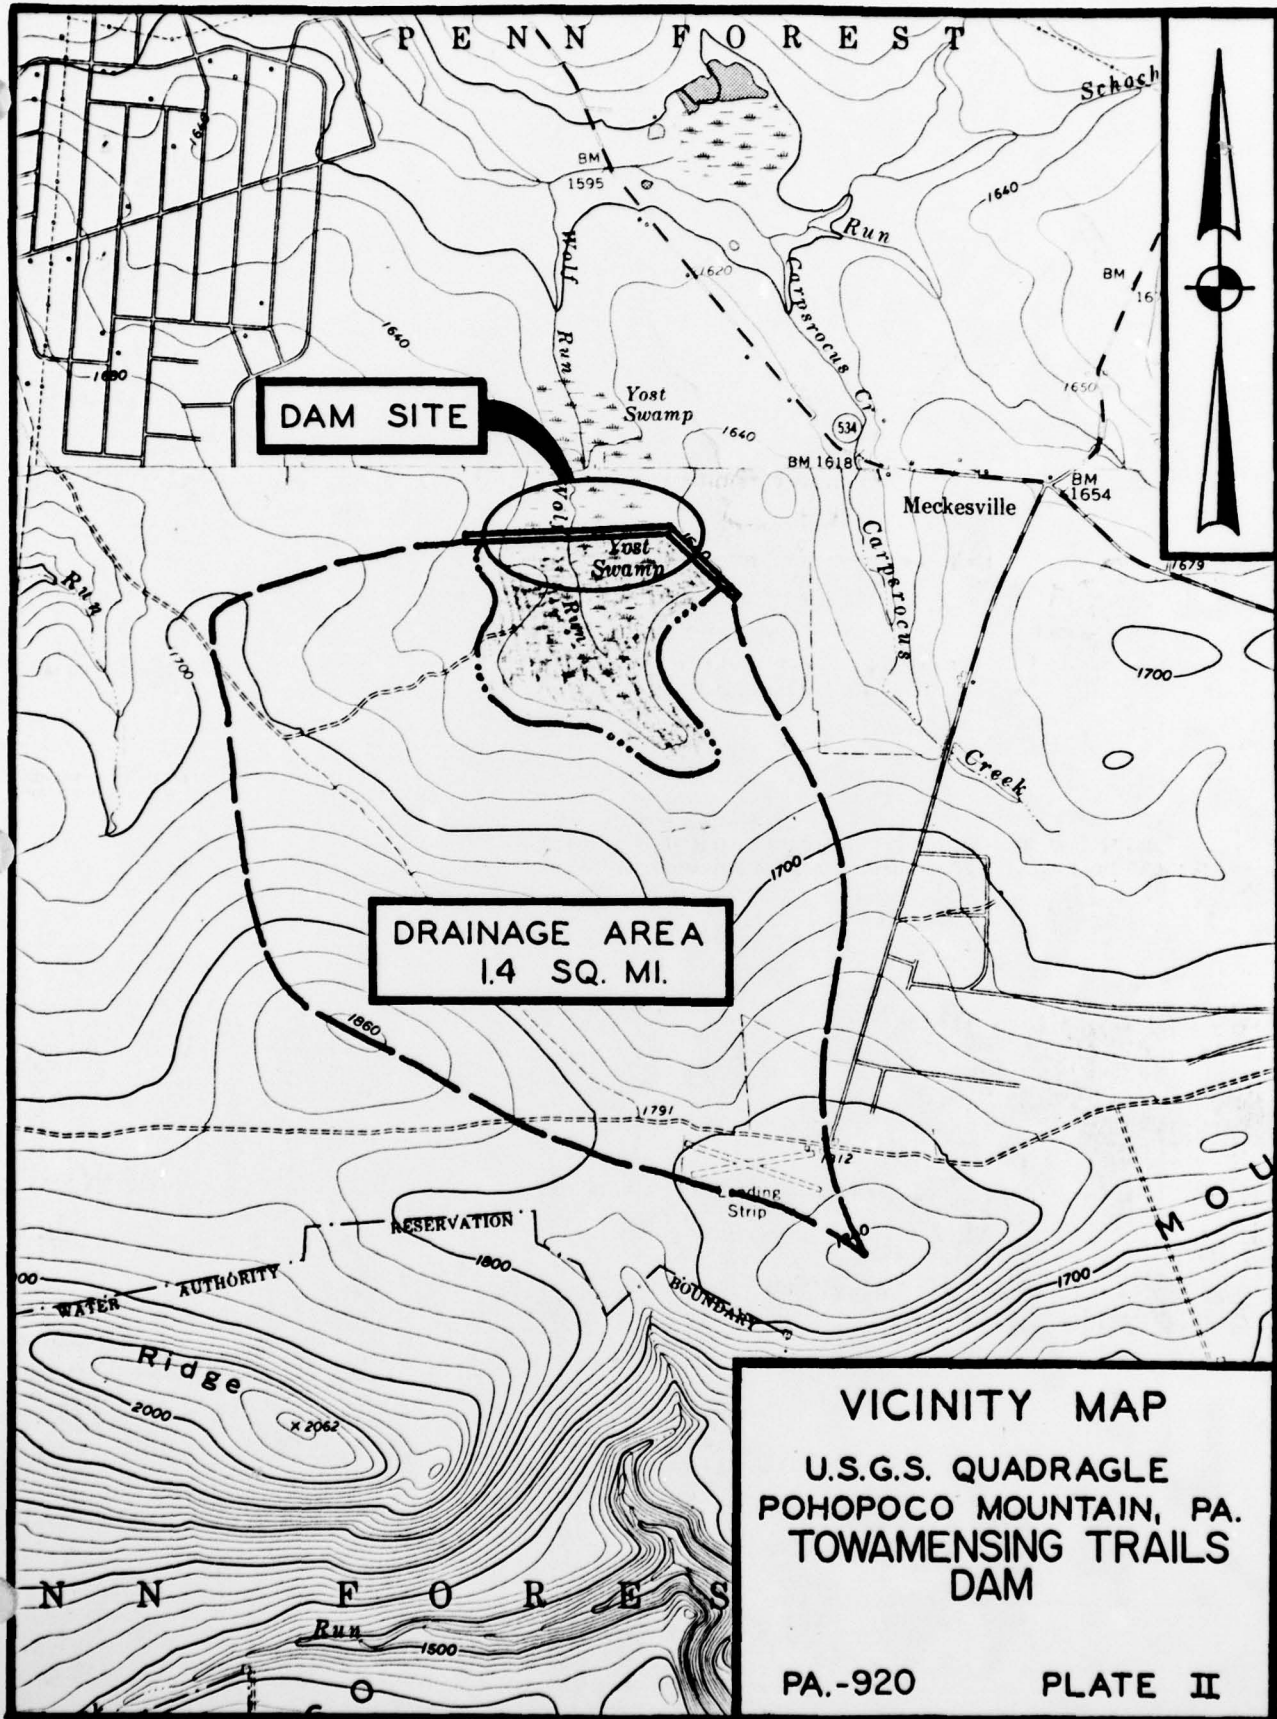 PENN FOREST
Schoch
1640
BM
1595
1640
Run
Wolf
1620
BM
Carpsrocus Cr.
1640
Run
1650
1680
Yost
Swamp
DAM SITE
1640
534
BM 1618
BM
1654
Meckesville
Yost
Swamp
Carpsrocus
1679
Run
Run
1700
1700
Creek
1700
DRAINAGE AREA
1.4 SQ. MI.
1860
1791
Landing
Strip
MOU
RESERVATION
1800
AUTHORITY
WATER
BOUNDARY
1700
Ridge
2000
x 2062
VICINITY MAP
U.S.G.S. QUADRAGLE
POHOPOCO MOUNTAIN, PA.
TOWAMENSING TRAILS
DAM
NN FORES
Run
1500
PA.-920 PLATE II